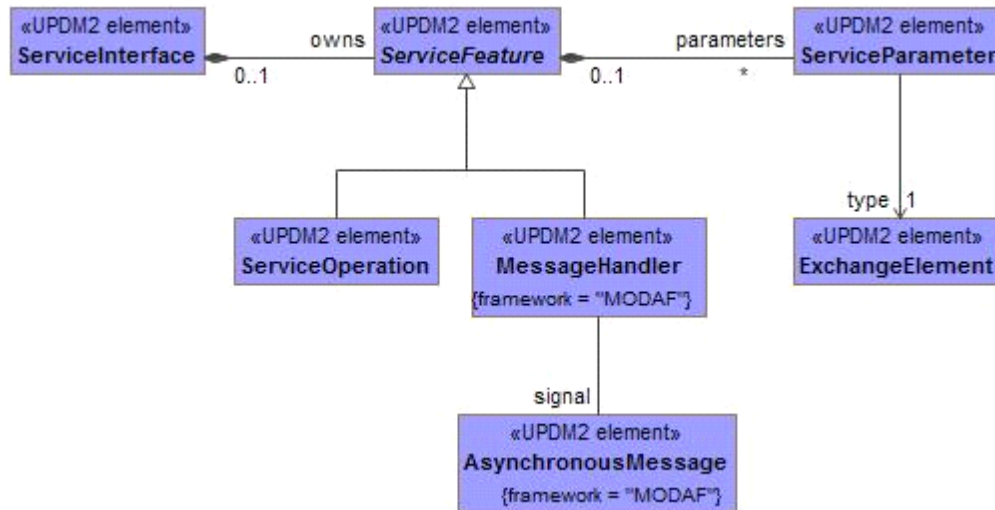 «UPDM2 element»
ServiceInterface
owns
0..1
«UPDM2 element»
ServiceFeature
parameters
0..1
*
«UPDM2 element»
ServiceParameter
type
1
«UPDM2 element»
ServiceOperation
«UPDM2 element»
MessageHandler
{framework = "MODAF"}
«UPDM2 element»
ExchangeElement
signal
«UPDM2 element»
AsynchronousMessage
{framework = "MODAF"}